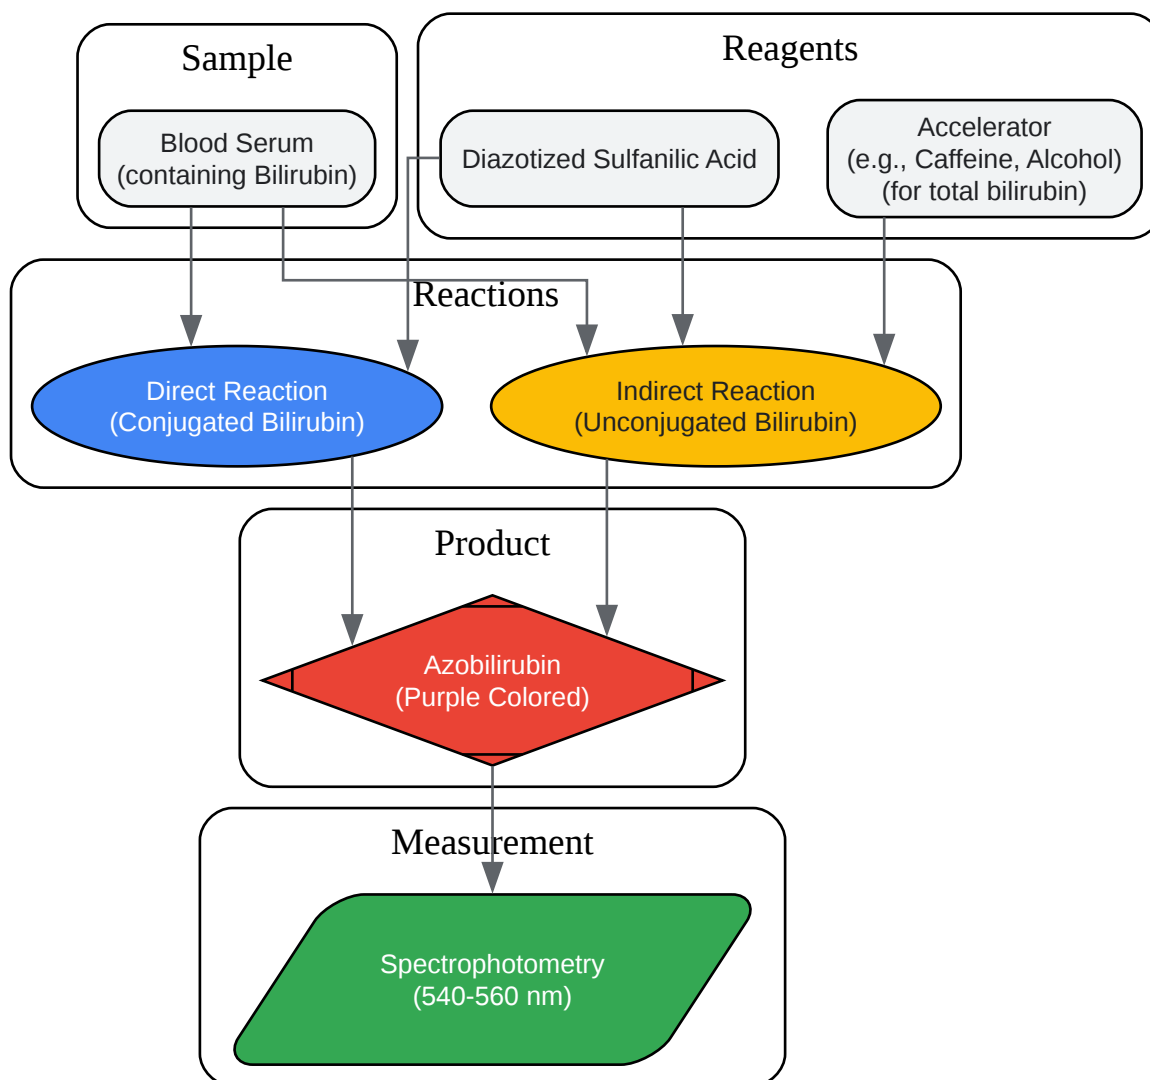 Sample
Blood Serum
(containing Bilirubin)
Reagents
Diazotized Sulfanilic Acid
Accelerator
(e.g., Caffeine, Alcohol)
(for total bilirubin)
Reactions
Direct Reaction
(Conjugated Bilirubin)
Indirect Reaction
(Unconjugated Bilirubin)
Product
Azobilirubin
(Purple Colored)
Measurement
Spectrophotometry
(540-560 nm)